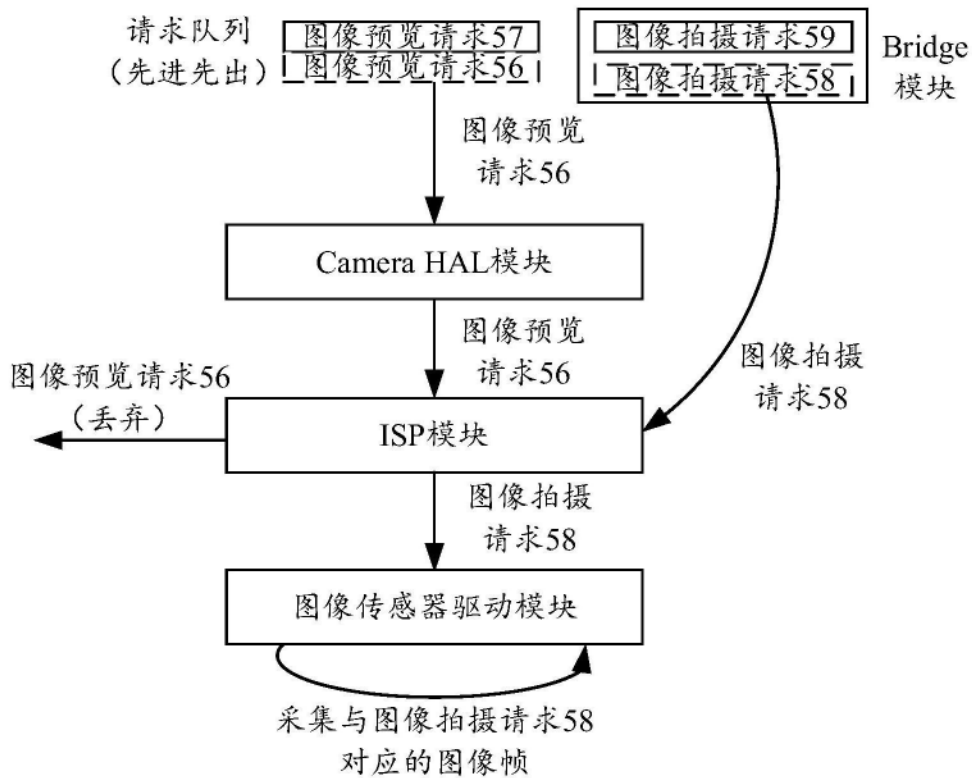 请求队列
（先进先出）
图像预览请求57
图像预览请求56
图像拍摄请求59
图像拍摄请求58
Bridge
模块
图像预览
请求56
Camera HAL模块
图像预览
请求56
图像拍摄
请求58
图像预览请求56
（丢弃）
ISP模块
图像拍摄
请求58
图像传感器驱动模块
采集与图像拍摄请求58
对应的图像帧